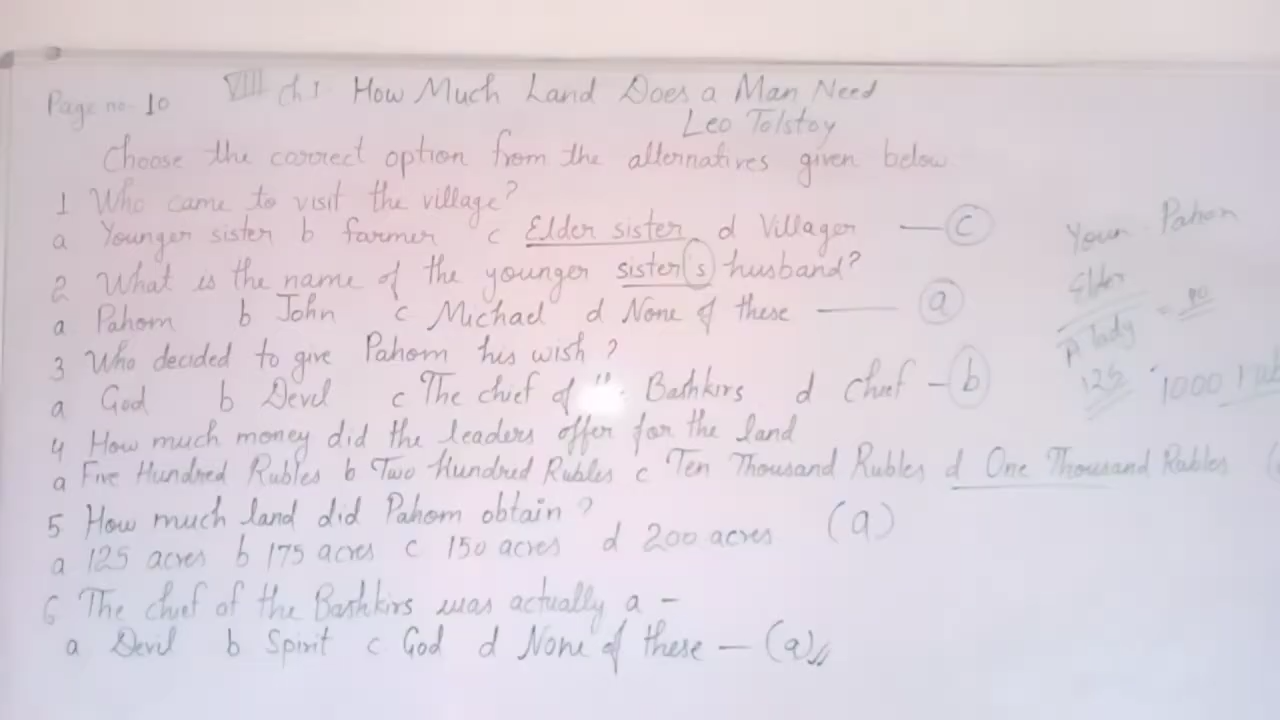 Page no. 10 VIII Ch 1 How Much Land Does a Man Need
Leo Tolstoy
Choose the correct option from the alternatives given below.
1 Who came to visit the village?
a Younger sister b farmer c Elder sister d Villager — (c)
2 What is the name of the younger sister's husband?
a Pahom b John c Michael d None of these — (a)
3 Who decided to give Pahom his wish?
a God b Devil c The chief of Bashkirs d Chief - (b)
4 How much money did the leaders offer for the land
a Five Hundred Rubles b Two Hundred Rubles c Ten Thousand Rubles d One Thousand Rubles
5 How much land did Pahom obtain? (a)
a 125 acres b 175 acres c 150 acres d 200 acres
6 The chief of the Bashkirs was actually a -
a Devil b Spirit c God d None of these — (a)
Youn Pahom
Elder
A lady =
125 1000